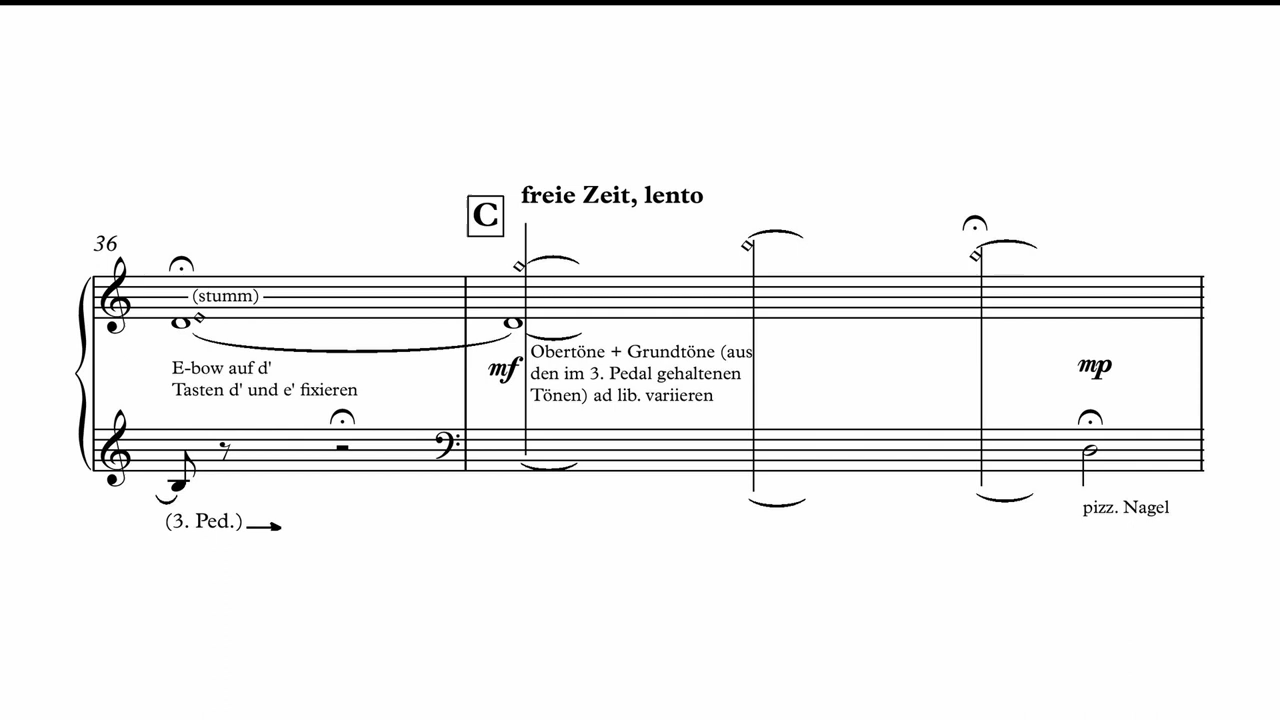 freie Zeit, lento
C
36
(stumm)
E-bow auf d'
Tasten d' und e' fixieren
mf
Obertöne + Grundtöne (aus
den im 3. Pedal gehaltenen
Tönen) ad lib. variieren
mp
(3. Ped.)
pizz. Nagel